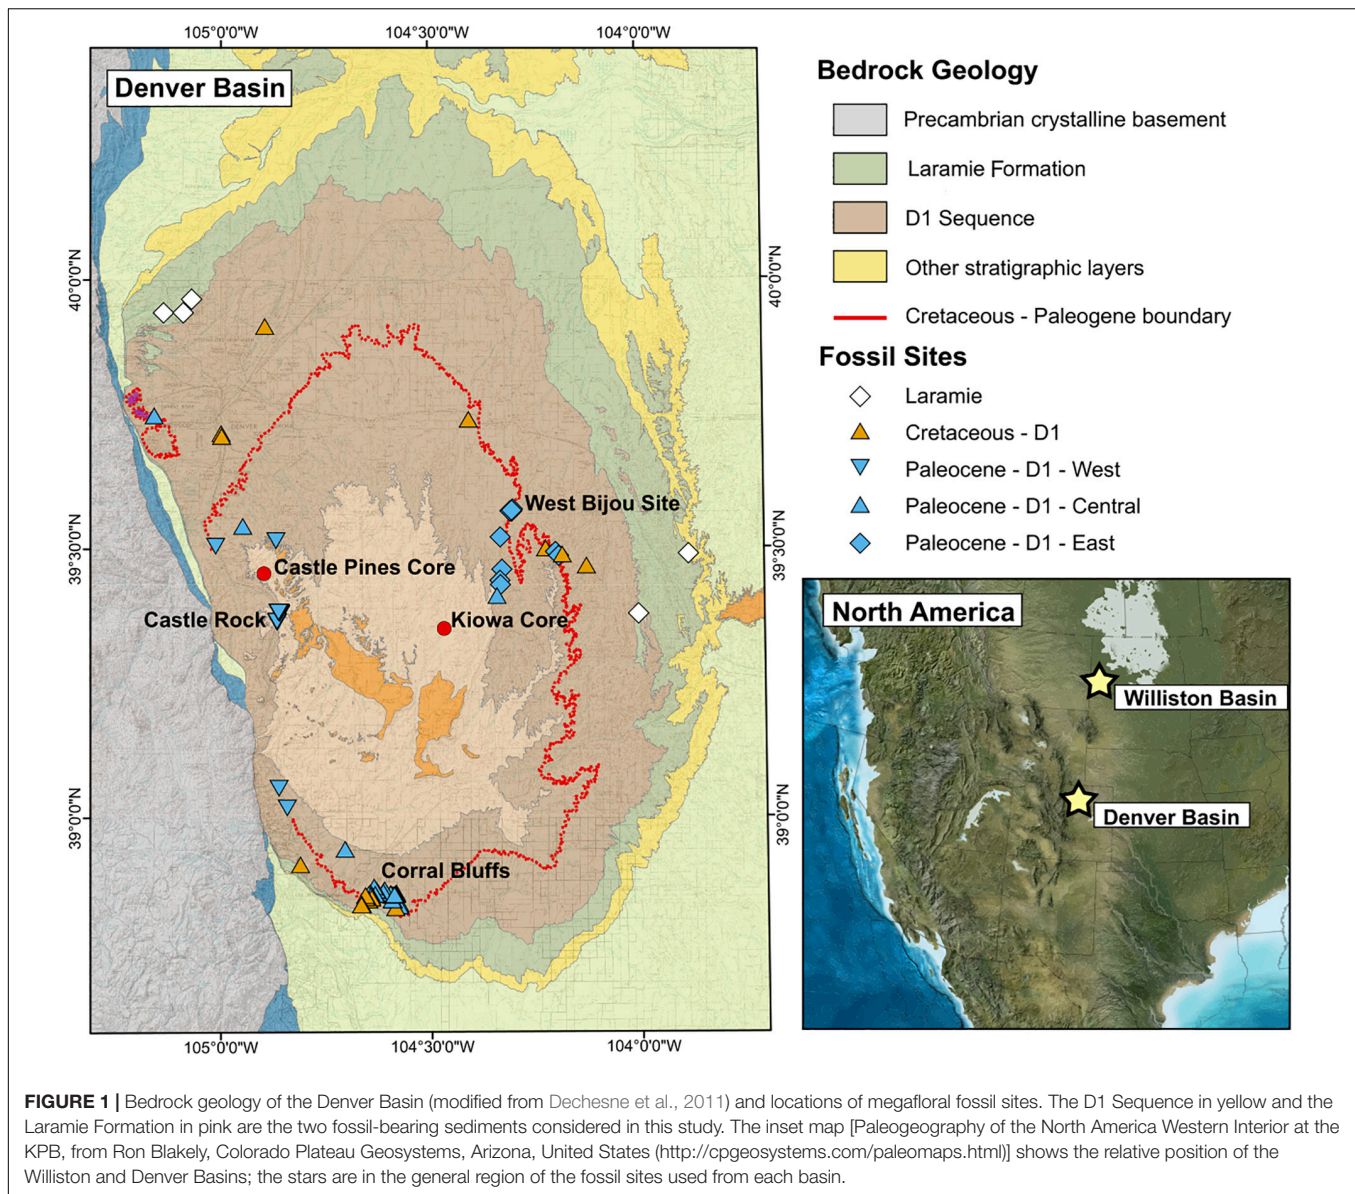 105°0'0"W
104°30'0"W
104°0'0"W
Denver Basin
40°0'0"N
39°30'0"N
39°0'0"N
40°0'0"N
39°30'0"N
39°0'0"N
West Bijou Site
Castle Pines Core
Castle Rock
Kiowa Core
Corral Bluffs
105°0'0"W
104°30'0"W
104°0'0"W
Bedrock Geology
Precambrian crystalline basement
Laramie Formation
D1 Sequence
Other stratigraphic layers
Cretaceous - Paleogene boundary
Fossil Sites
Laramie
Cretaceous - D1
Paleocene - D1 - West
Paleocene - D1 - Central
Paleocene - D1 - East
North America
Williston Basin
Denver Basin
FIGURE 1 | Bedrock geology of the Denver Basin (modified from Dechesne et al., 2011) and locations of megafloral fossil sites. The D1 Sequence in yellow and the
Laramie Formation in pink are the two fossil-bearing sediments considered in this study. The inset map [Paleogeography of the North America Western Interior at the
KPB, from Ron Blakely, Colorado Plateau Geosystems, Arizona, United States (http://cpgeosystems.com/paleomaps.html)] shows the relative position of the
Williston and Denver Basins; the stars are in the general region of the fossil sites used from each basin.